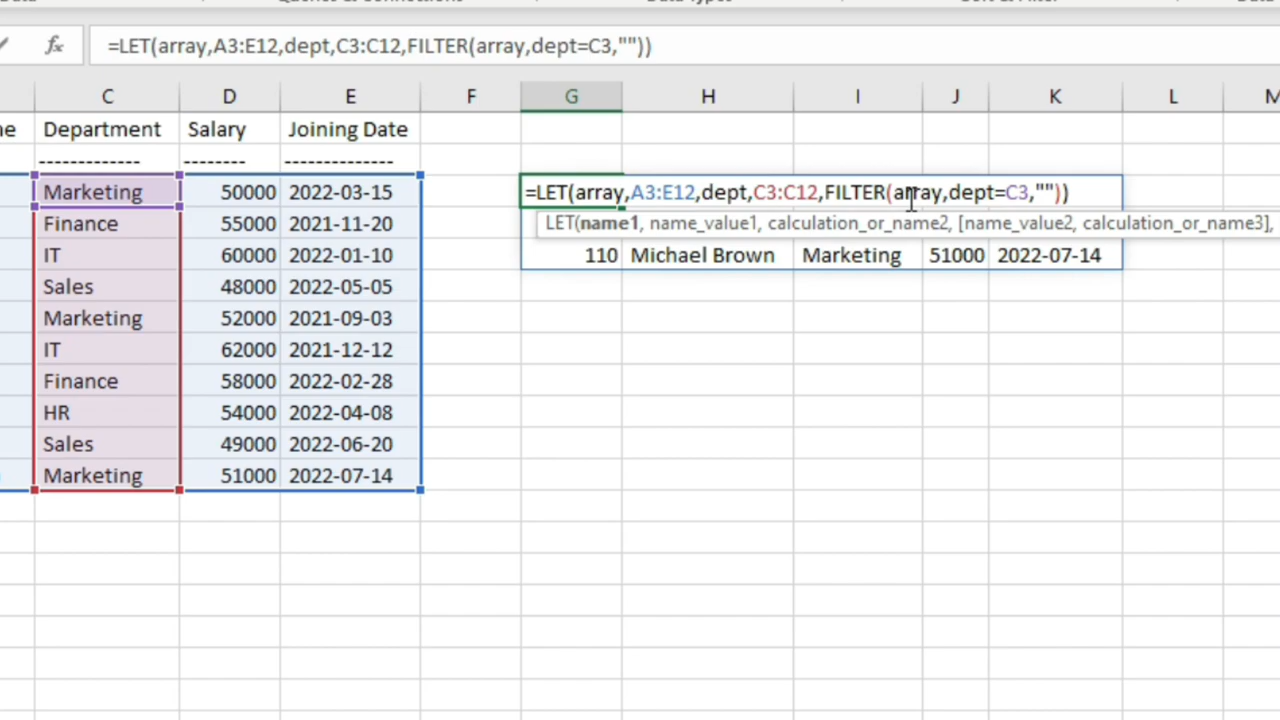 fx =LET(array,A3:E12,dept,C3:C12,FILTER(array,dept=C3,""))
C D E F G H I J K L M
ne Department Salary Joining Date
------------- -------- --------------
Marketing 50000 2022-03-15 =LET(array,A3:E12,dept,C3:C12,FILTER(array,dept=C3,""))
Finance 55000 2021-11-20 LET(name1, name_value1, calculation_or_name2, [name_value2, calculation_or_name3],
IT 60000 2022-01-10 110 Michael Brown Marketing 51000 2022-07-14
Sales 48000 2022-05-05
Marketing 52000 2021-09-03
IT 62000 2021-12-12
Finance 58000 2022-02-28
HR 54000 2022-04-08
Sales 49000 2022-06-20
Marketing 51000 2022-07-14